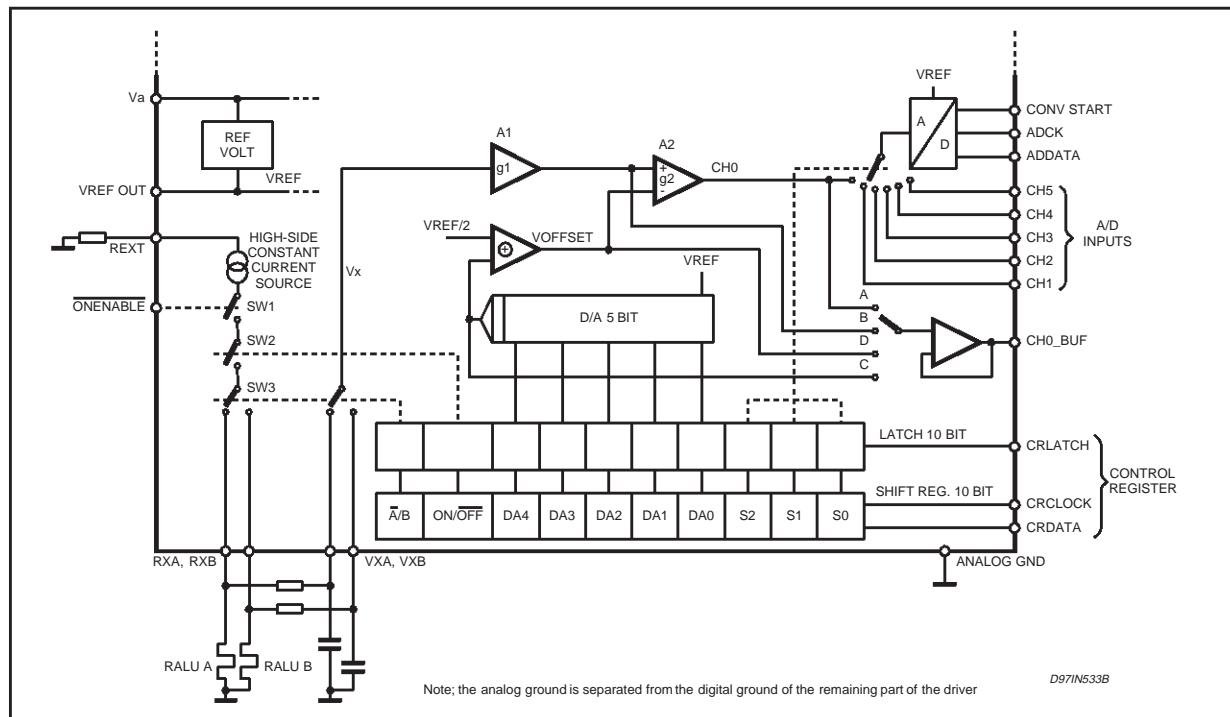 Va
REF
VOLT
VREF
VREF OUT
REXT
HIGH-SIDE
CONSTANT
CURRENT
SOURCE
ONENABLE
SW1
SW2
SW3
Vx
A1
g1
A2
+
g2
-
CH0
VREF/2
VOFFSET
VREF
D/A 5 BIT
VREF
A
D
CONV START
ADCK
ADDATA
CH5
CH4
CH3
CH2
CH1
A/D
INPUTS
A
B
D
C
CH0_BUF
LATCH 10 BIT
CRLATCH
SHIFT REG. 10 BIT
CRCLOCK
CRDATA
CONTROL
REGISTER
A/B
ON/OFF
DA4
DA3
DA2
DA1
DA0
S2
S1
S0
RXA, RXB
VXA, VXB
ANALOG GND
RALU A
RALU B
Note; the analog ground is separated from the digital ground of the remaining part of the driver
D97IN533B